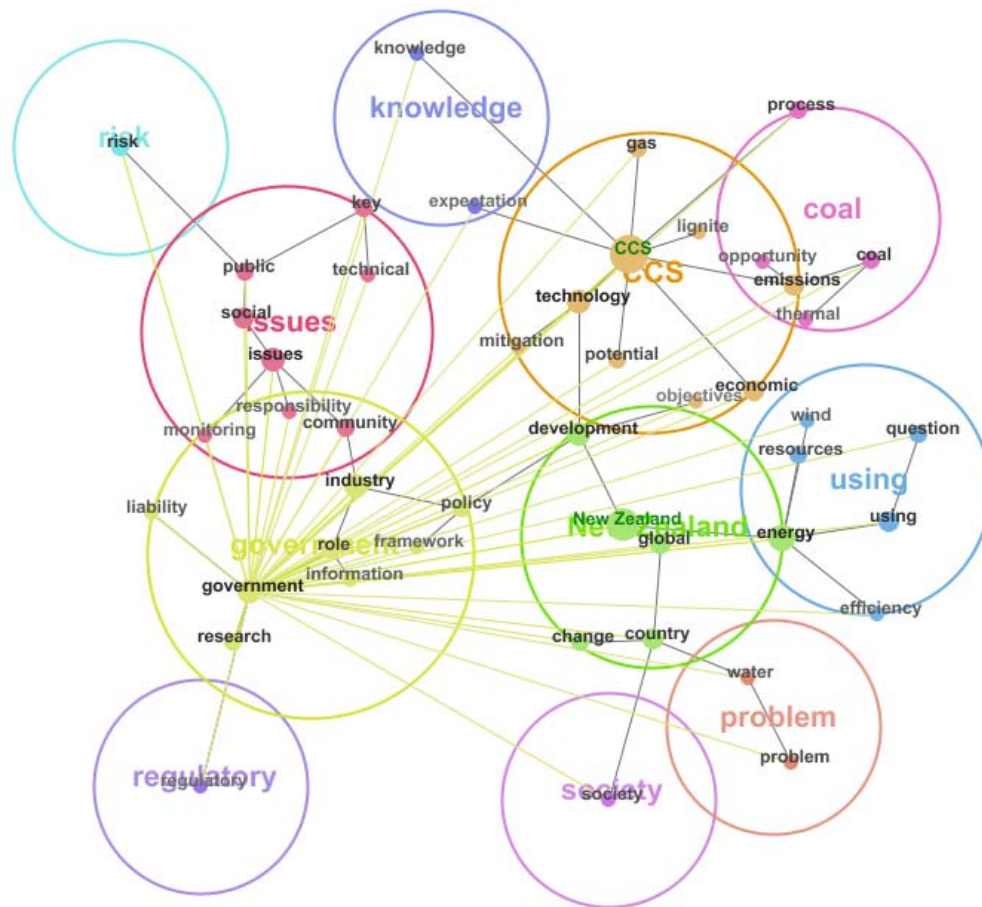 knowledge
knowledge
process
risk
risk
gas
key
expectation
coal
lignite
CCS
CCS
opportunity
coal
public
technical
emissions
technology
social
issues
thermal
mitigation
issues
potential
economic
objectives
responsibility
monitoring
community
wind
development
question
resources
using
industry
liability
policy
using
New Zealand
New Zealand
energy
role
government
framework
global
information
government
efficiency
research
change
country
water
problem
problem
regulatory
regulatory
society
society